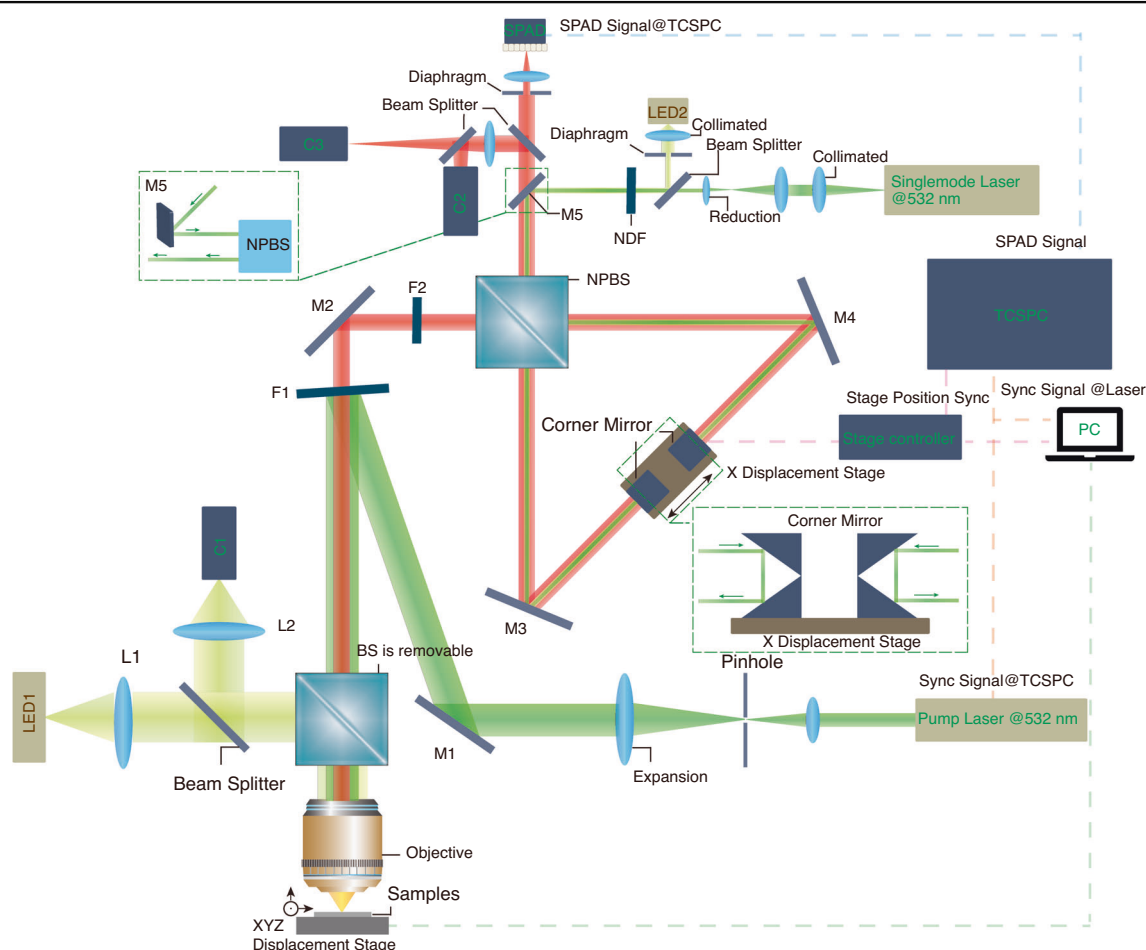 SPAD
SPAD Signal@TCSPC
Diaphragm
Beam Splitter
LED2
Collimated
Diaphragm
Beam Splitter
Collimated
C3
C2
M5
NPBS
M5
NDF
Reduction
Singlemode Laser
@532 nm
SPAD Signal
NPBS
F2
M2
M4
TCSPC
F1
Stage Position Sync
Sync Signal @Laser
Corner Mirror
Stage controller
PC
X Displacement Stage
C1
Corner Mirror
X Displacement Stage
M3
L2
L1
BS is removable
Pinhole
LED1
Sync Signal@TCSPC
Pump Laser @532 nm
M1
Expansion
Beam Splitter
Objective
Samples
XYZ
Displacement Stage